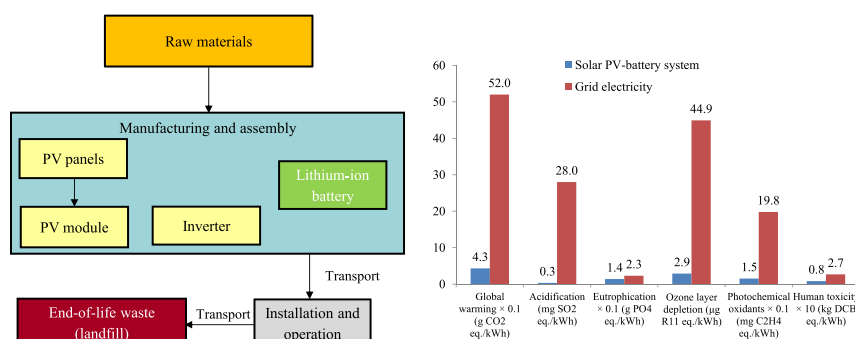 Raw materials
Manufacturing and assembly
PV panels
Lithium-ion
battery
PV module
Inverter
Transport
End-of-life waste
(landfill)
Transport
Installation and
operation
60
50
40
30
20
10
0
Solar PV-battery system
Grid electricity
4.3
52.0
0.3
28.0
1.4
2.3
2.9
44.9
1.5
19.8
0.8
2.7
Global
warming × 0.1
(g CO2
eq./kWh)
Acidification
(mg SO2
eq./kWh)
Eutrophication
× 0.1 (g PO4
eq./kWh)
Ozone layer
depletion (µg
R11 eq./kWh)
Photochemical
oxidants × 0.1
(mg C2H4
eq./kWh)
Human toxicity
× 10 (kg DCB
eq./kWh)